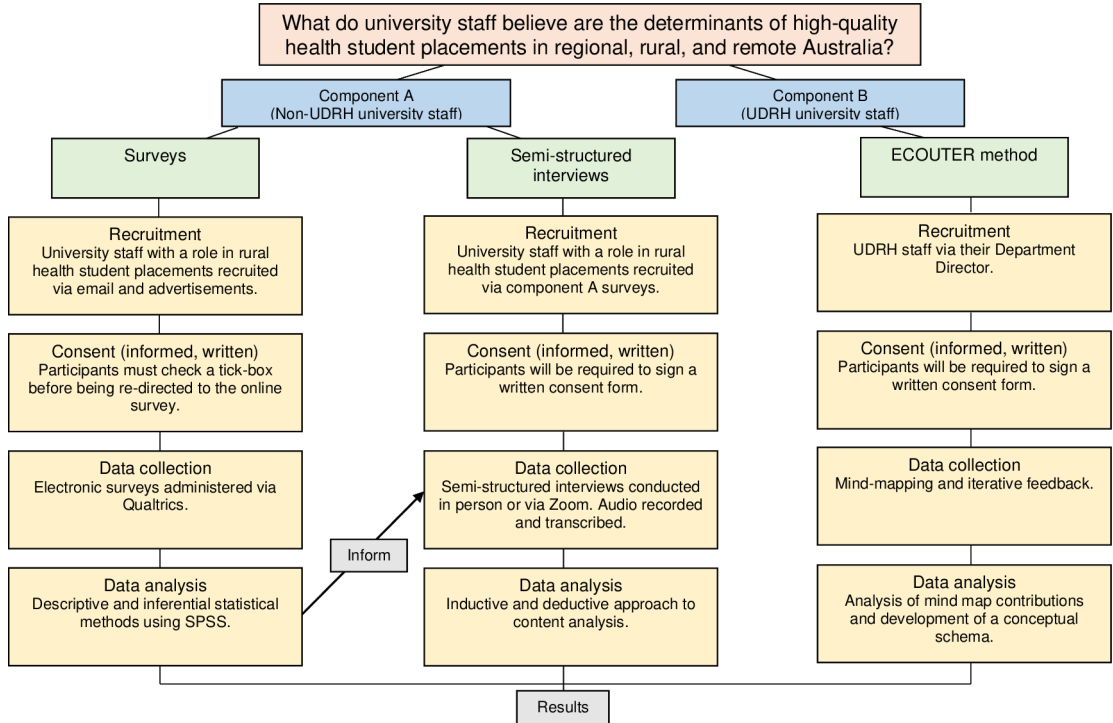 What do university staff believe are the determinants of high-quality
health student placements in regional, rural, and remote Australia?
Component A
(Non-UDRH university staff)
Component B
(UDRH university staff)
Surveys
Semi-structured
interviews
ECOUTER method
Recruitment
University staff with a role in rural
health student placements recruited
via email and advertisements.
Recruitment
University staff with a role in rural
health student placements recruited
via component A surveys.
Recruitment
UDRH staff via their Department
Director.
Consent (informed, written)
Participants must check a tick-box
before being re-directed to the online
survey.
Consent (informed, written)
Participants will be required to sign a
written consent form.
Consent (informed, written)
Participants will be required to sign a
written consent form.
Data collection
Electronic surveys administered via
Qualtrics.
Data collection
Semi-structured interviews conducted
in person or via Zoom. Audio recorded
and transcribed.
Data collection
Mind-mapping and iterative feedback.
Inform
Data analysis
Descriptive and inferential statistical
methods using SPSS.
Data analysis
Inductive and deductive approach to
content analysis.
Data analysis
Analysis of mind map contributions
and development of a conceptual
schema.
Results